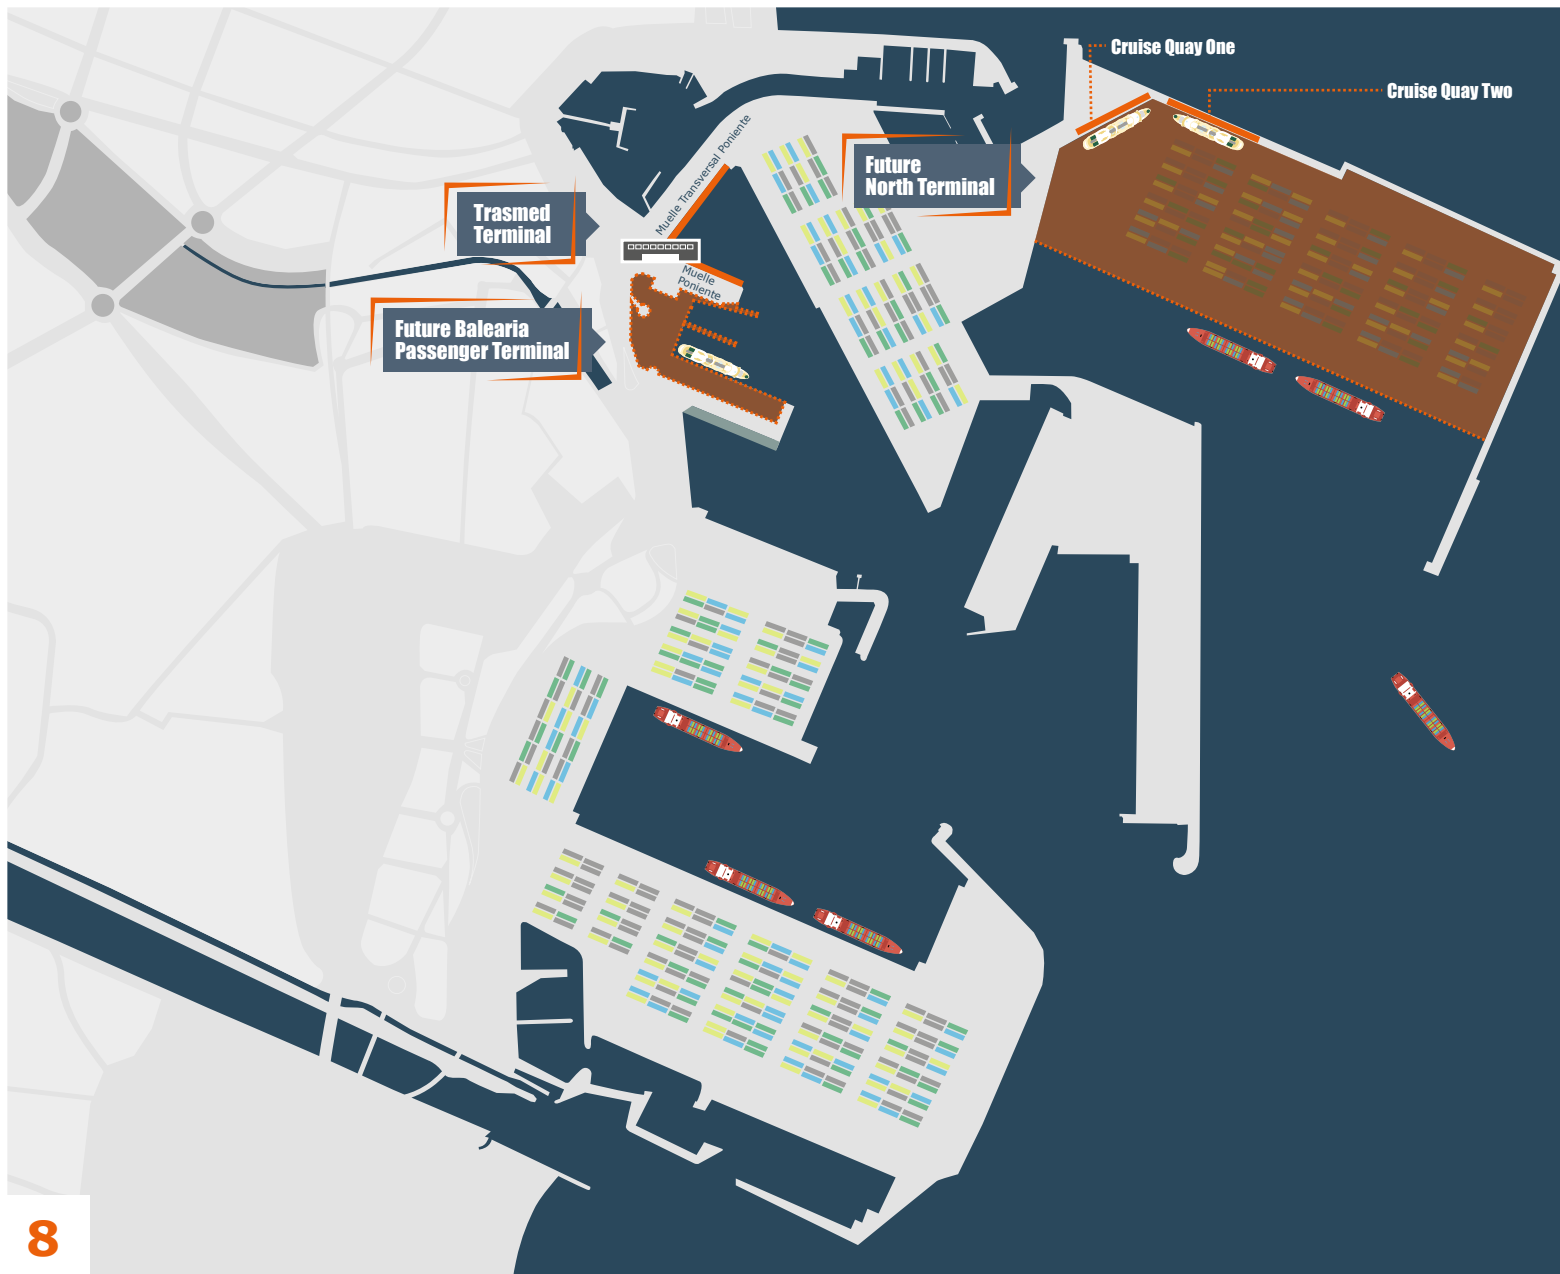 Cruise Quay One
Cruise Quay Two
Muelle Transversal Poniente
Future
North Terminal
Trasmed
Terminal
Muelle
Poniente
Future Balearia
Passenger Terminal
8